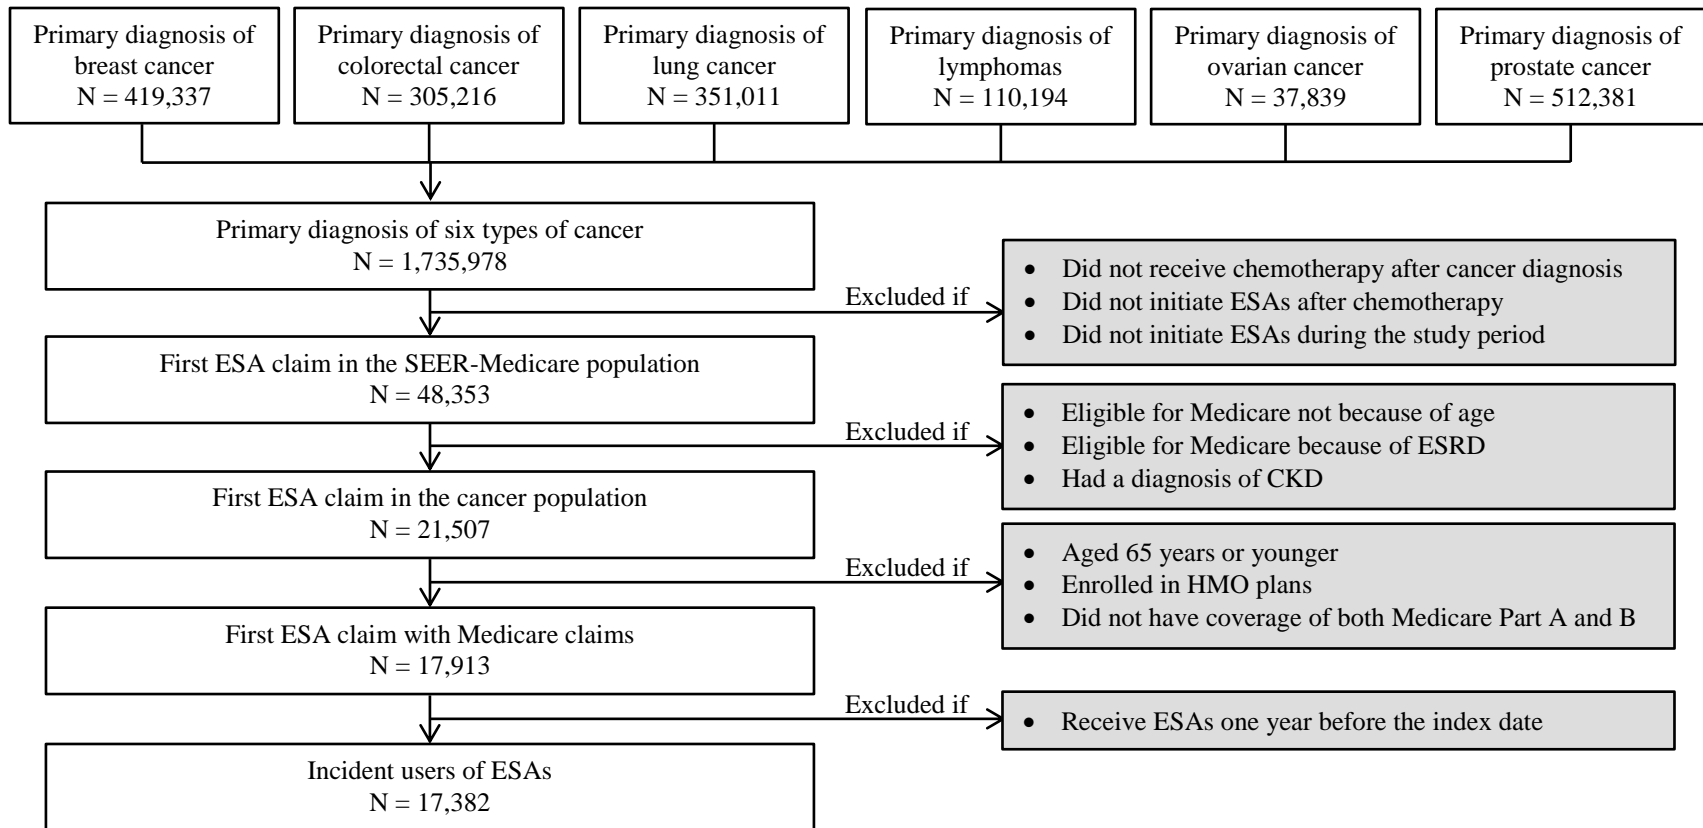 Primary diagnosis of
breast cancer
N = 419,337
Primary diagnosis of
colorectal cancer
N = 305,216
Primary diagnosis of
lung cancer
N = 351,011
Primary diagnosis of
lymphomas
N = 110,194
Primary diagnosis of
ovarian cancer
N = 37,839
Primary diagnosis of
prostate cancer
N = 512,381
Primary diagnosis of six types of cancer
N = 1,735,978
Excluded if
• Did not receive chemotherapy after cancer diagnosis
• Did not initiate ESAs after chemotherapy
• Did not initiate ESAs during the study period
First ESA claim in the SEER-Medicare population
N = 48,353
Excluded if
• Eligible for Medicare not because of age
• Eligible for Medicare because of ESRD
• Had a diagnosis of CKD
First ESA claim in the cancer population
N = 21,507
Excluded if
• Aged 65 years or younger
• Enrolled in HMO plans
• Did not have coverage of both Medicare Part A and B
First ESA claim with Medicare claims
N = 17,913
Excluded if
• Receive ESAs one year before the index date
Incident users of ESAs
N = 17,382